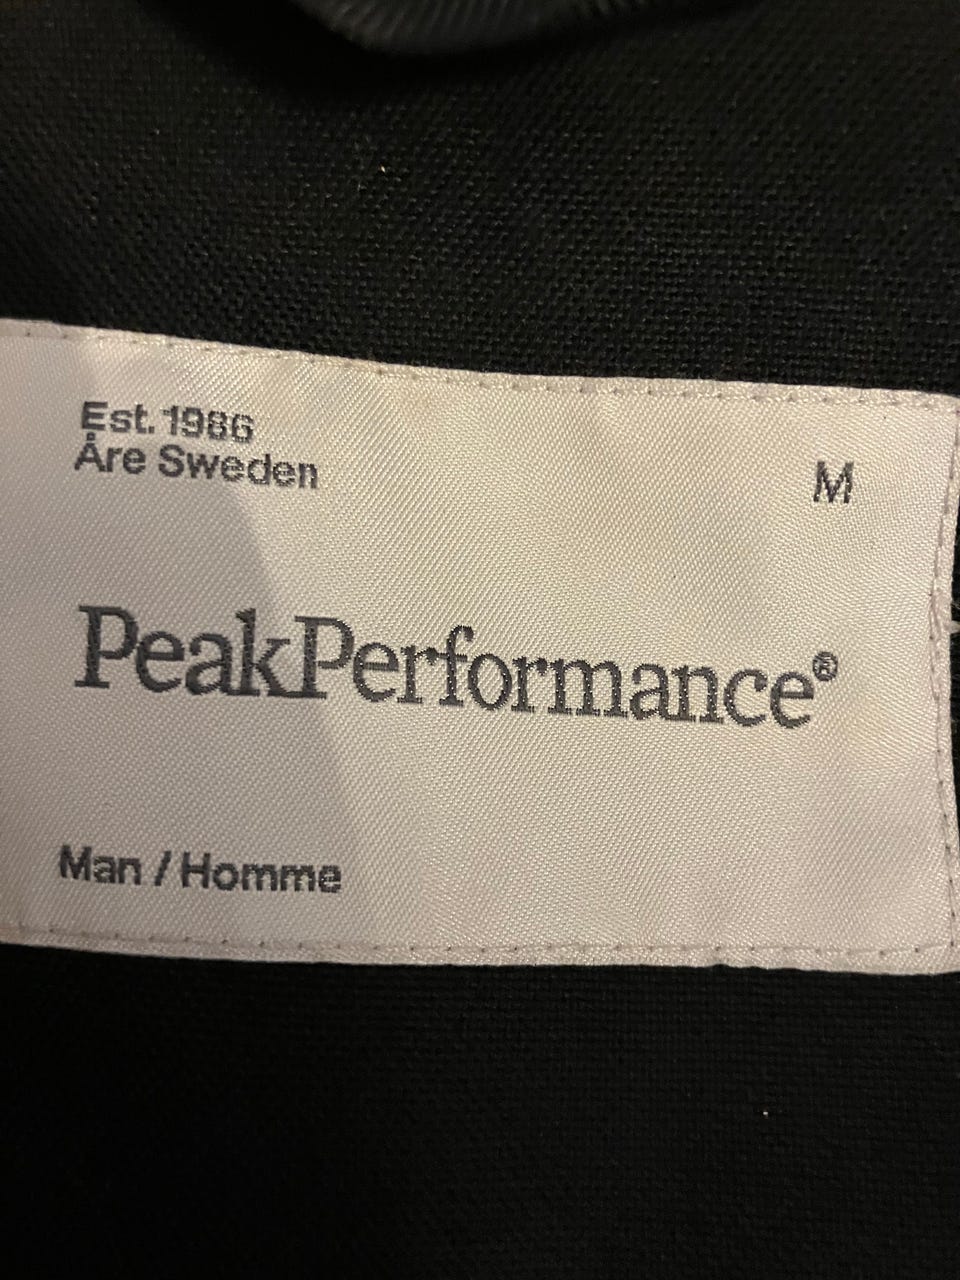 Est. 1986
Åre Sweden
M
PeakPerformance®
Man / Homme